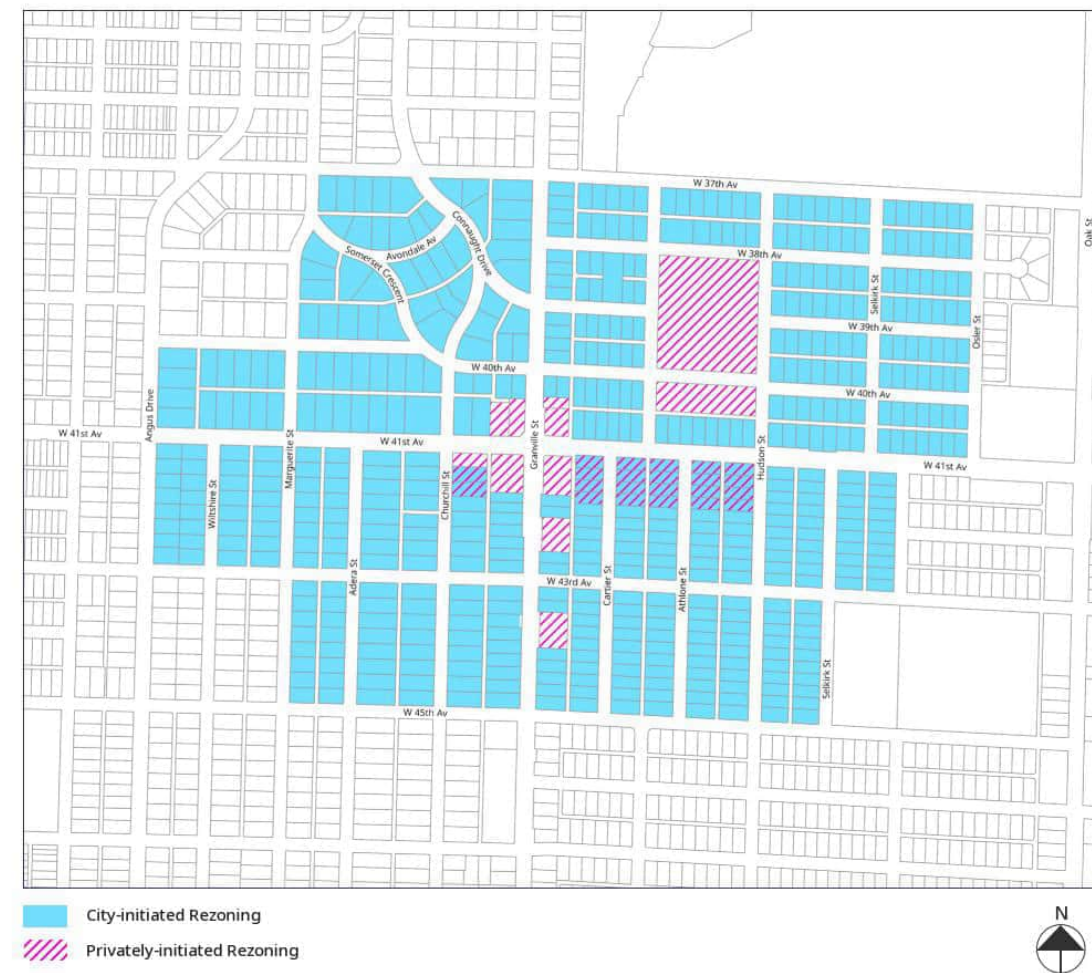 W 37th Av
Connaught Drive
Avondale Av
Somerset Crescent
W 38th Av
Oak St
Selkirk St
W 39th Av
Osler St
W 40th Av
W 40th Av
Angus Drive
W 41st Av
W 41st Av
Granville St
Marguerite St
Hudson St
W 41st Av
Wiltshire St
Churchill St
Adera St
W 43rd Av
Cartier St
Athlone St
Selkirk St
W 45th Av
City-initiated Rezoning
N
Privately-initiated Rezoning